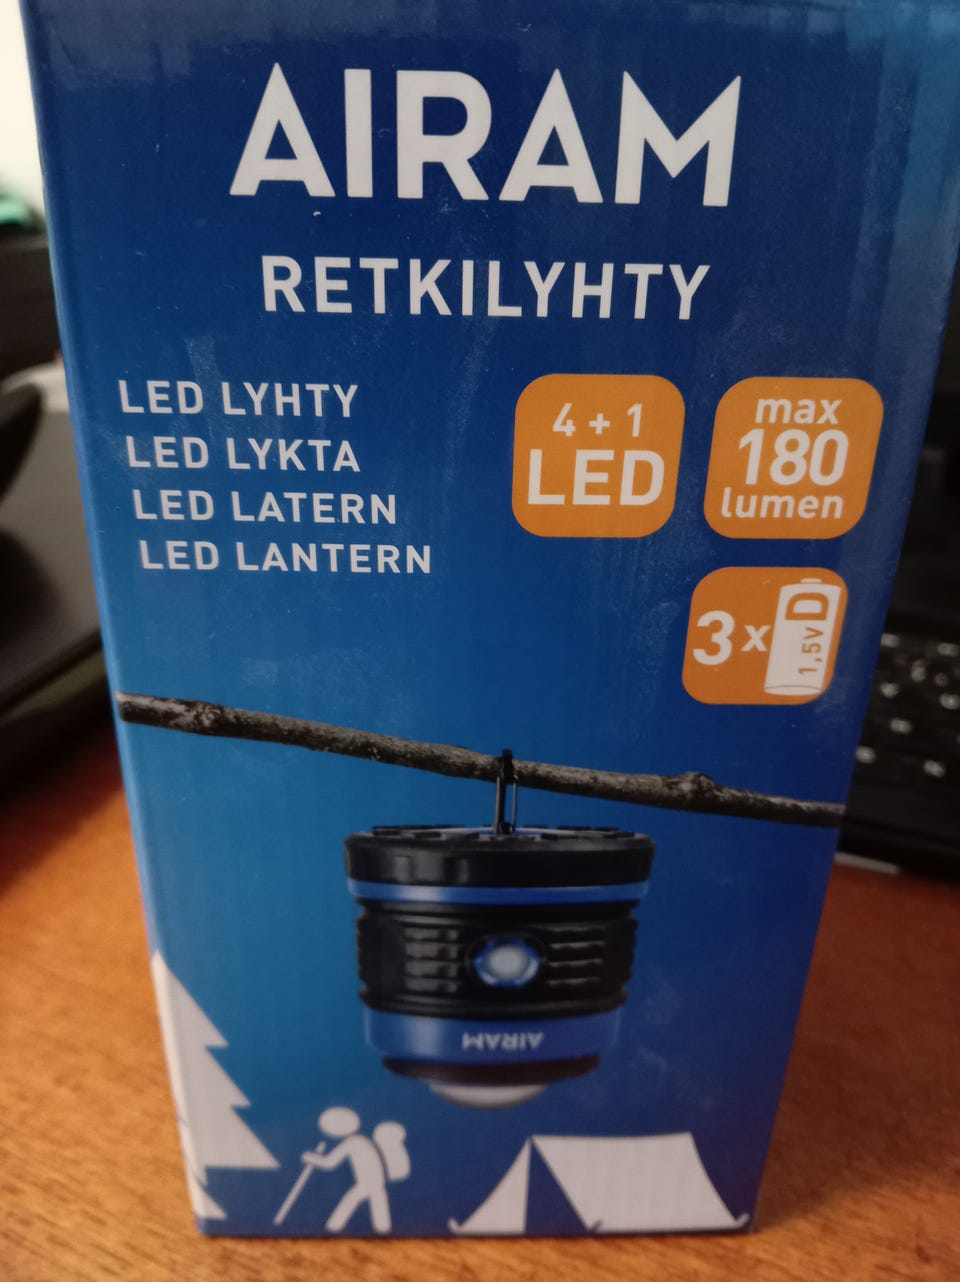 AIRAM
RETKILYHTY
LED LYHTY
LED LYKTA
LED LATERN
LED LANTERN
4 + 1
LED
max
180
lumen
3x
1,5V D
AIRAM